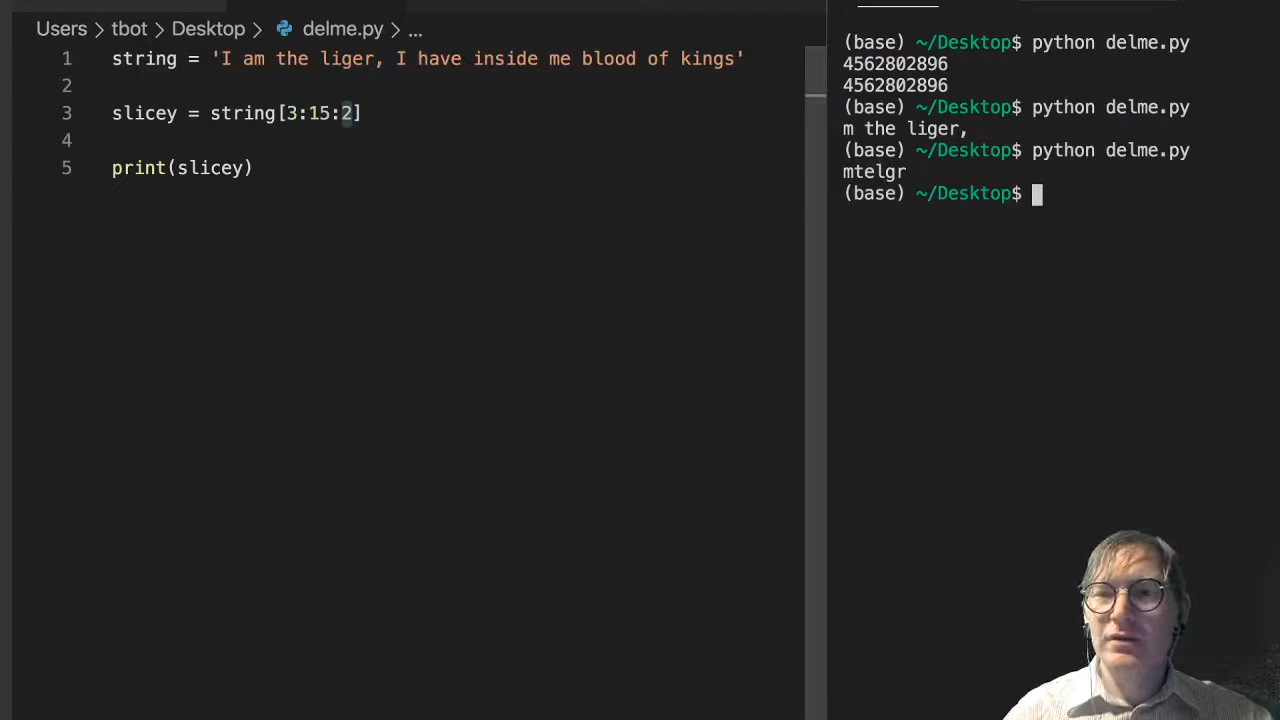 Users > tbot > Desktop > delme.py > ...
1 string = 'I am the liger, I have inside me blood of kings'
2
3 slicey = string[3:15:2]
4
5 print(slicey)
(base) ~/Desktop$ python delme.py
4562802896
4562802896
(base) ~/Desktop$ python delme.py
m the liger,
(base) ~/Desktop$ python delme.py
mtelgr
(base) ~/Desktop$